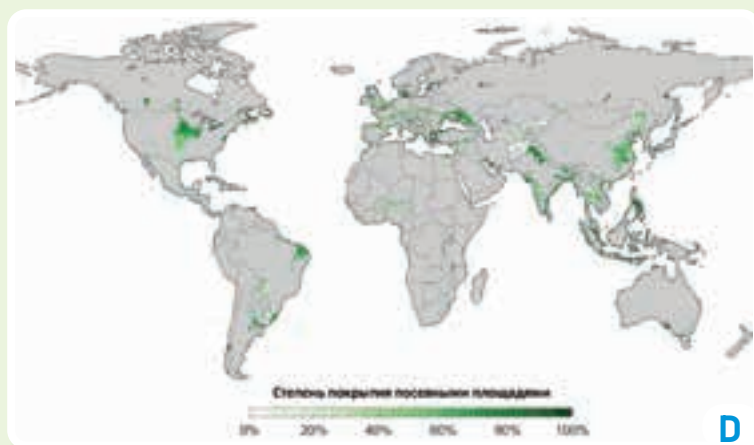 Степень покрытия посевными площадями
0% 20% 40% 60% 80% 100%
D